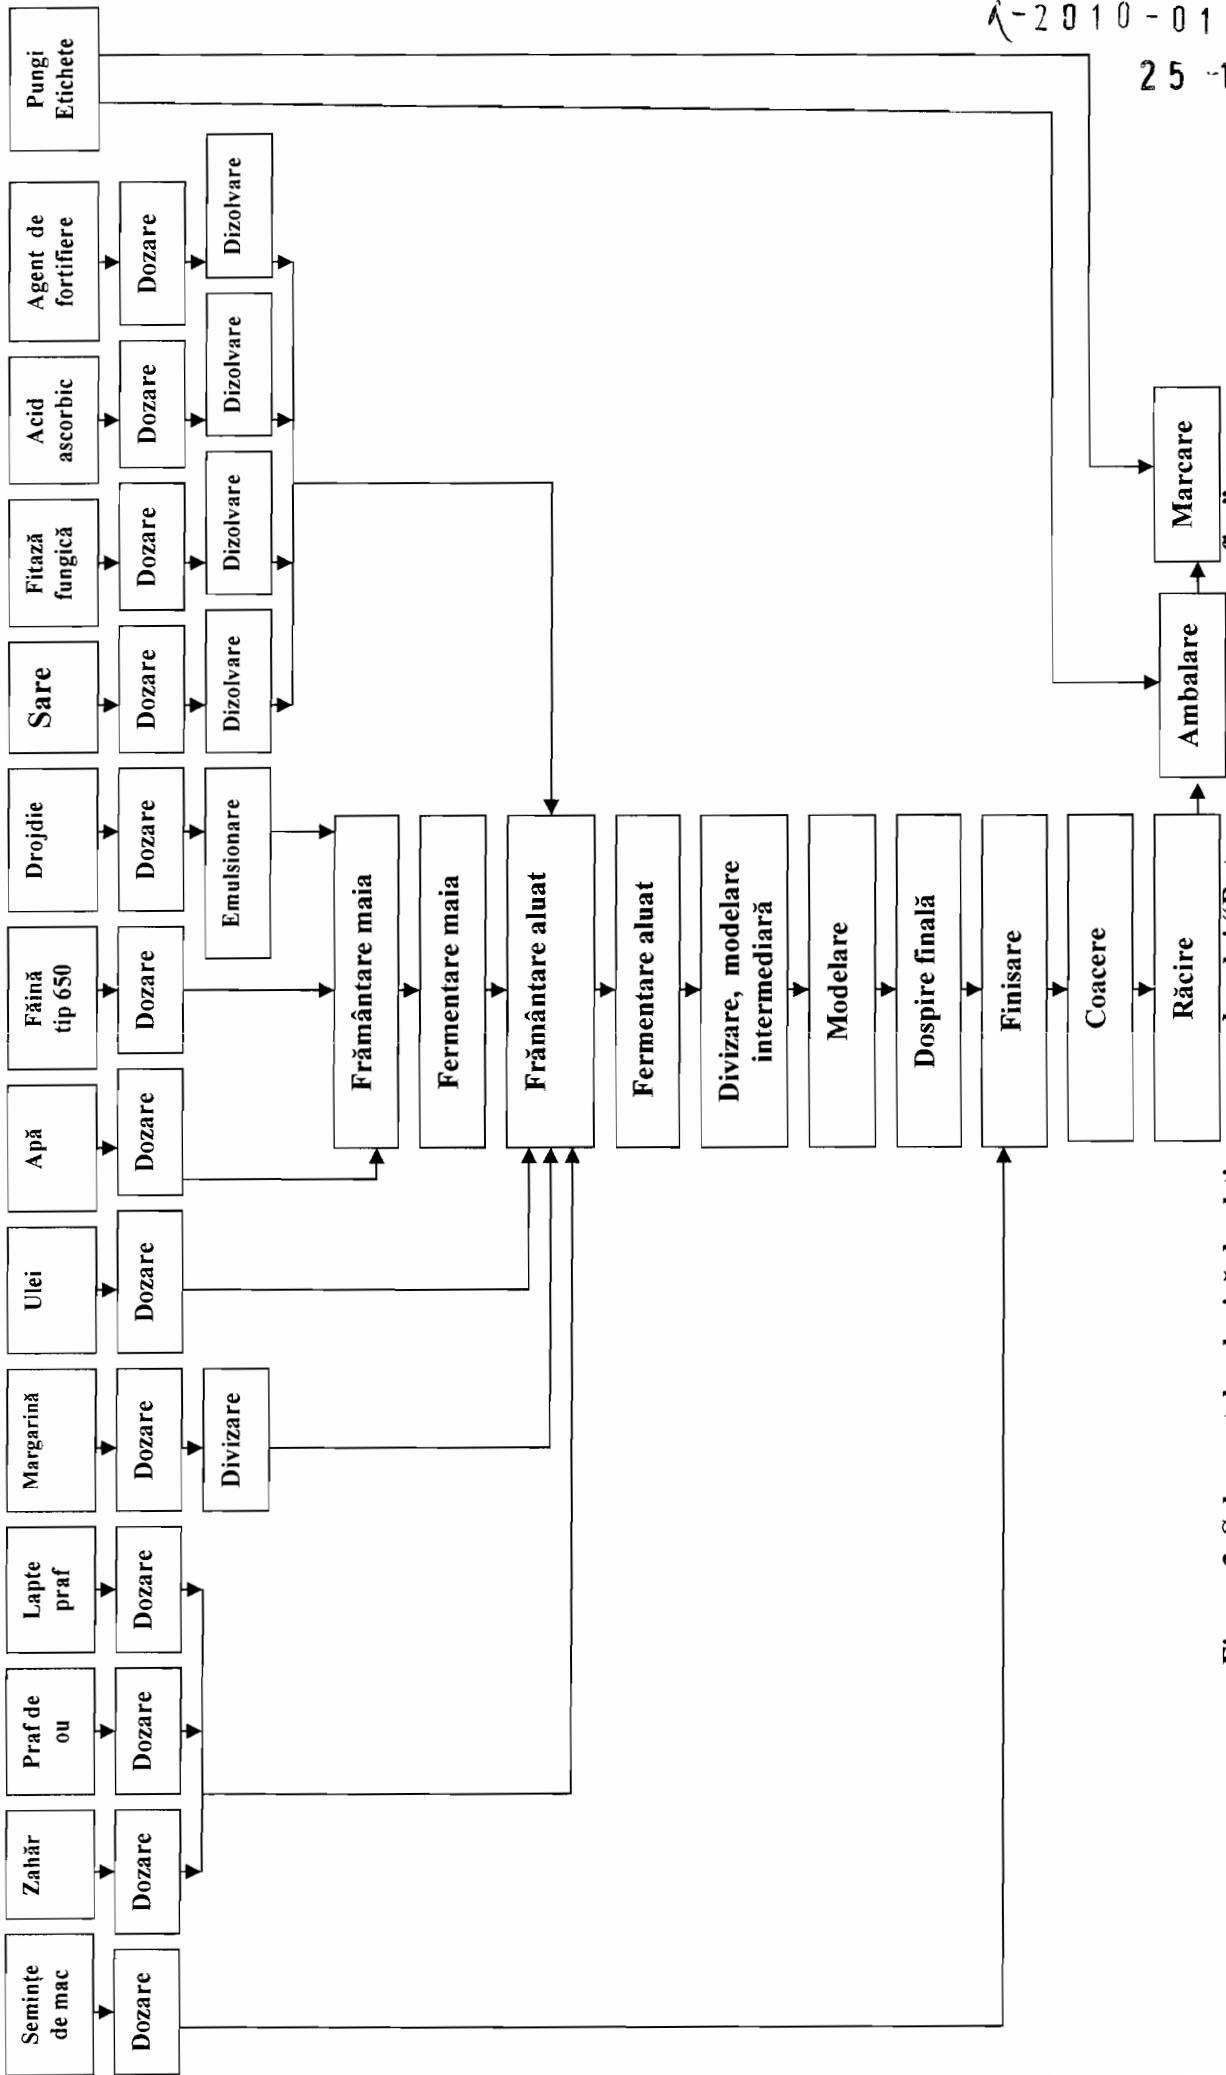 A-2010-01
25 -1
Semințe
de mac
Zahăr
Praf de
ou
Lapte
praf
Margarină
Ulei
Apă
Făină
tip 650
Drojdie
Sare
Fitază
fungică
Acid
ascorbic
Agent de
fortifiere
Pungi
Etichete
Dozare
Dozare
Dozare
Dozare
Dozare
Dozare
Dozare
Dozare
Dozare
Dozare
Dozare
Dozare
Dozare
Divizare
Emulsionare
Dizolvare
Dizolvare
Dizolvare
Dizolvare
Frământare maia
Fermentare maia
Frământare aluat
Fermentare aluat
Divizare, modelare
intermediară
Modelare
Dospire finală
Finisare
Coacere
Răcire
Ambalare
Marcare